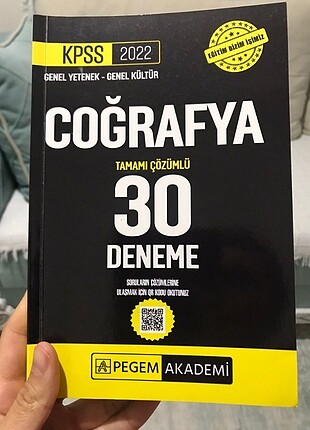 KPSS 2022
GENEL YETENEK - GENEL KÜLTÜR
EĞİTİM BİZİM İŞİMİZ
COĞRAFYA
TAMAMI ÇÖZÜMLÜ
30
DENEME
SORULARIN ÇÖZÜMLERİNE
ULAŞMAK İÇİN QR KODU OKUTUNUZ
PEGEM AKADEMİ